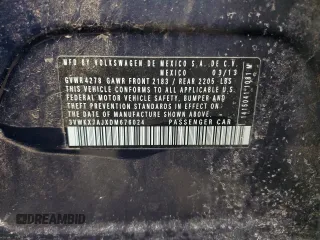 MFD. BY VOLKSWAGEN DE MEXICO S.A. DE C.V.
MEXICO 03/13
GVWR4278 GAWR FRONT 2183 / REAR 2205 LBS
THIS VEHICLE CONFORMS TO ALL APPLICABLE
FEDERAL MOTOR VEHICLE SAFETY, BUMPER AND
THEFT PREVENTION STANDARDS IN EFFECT ON
THE DATE OF MANUFACTURE SHOWN ABOVE.
PASSENGER CAR
DREAMBID